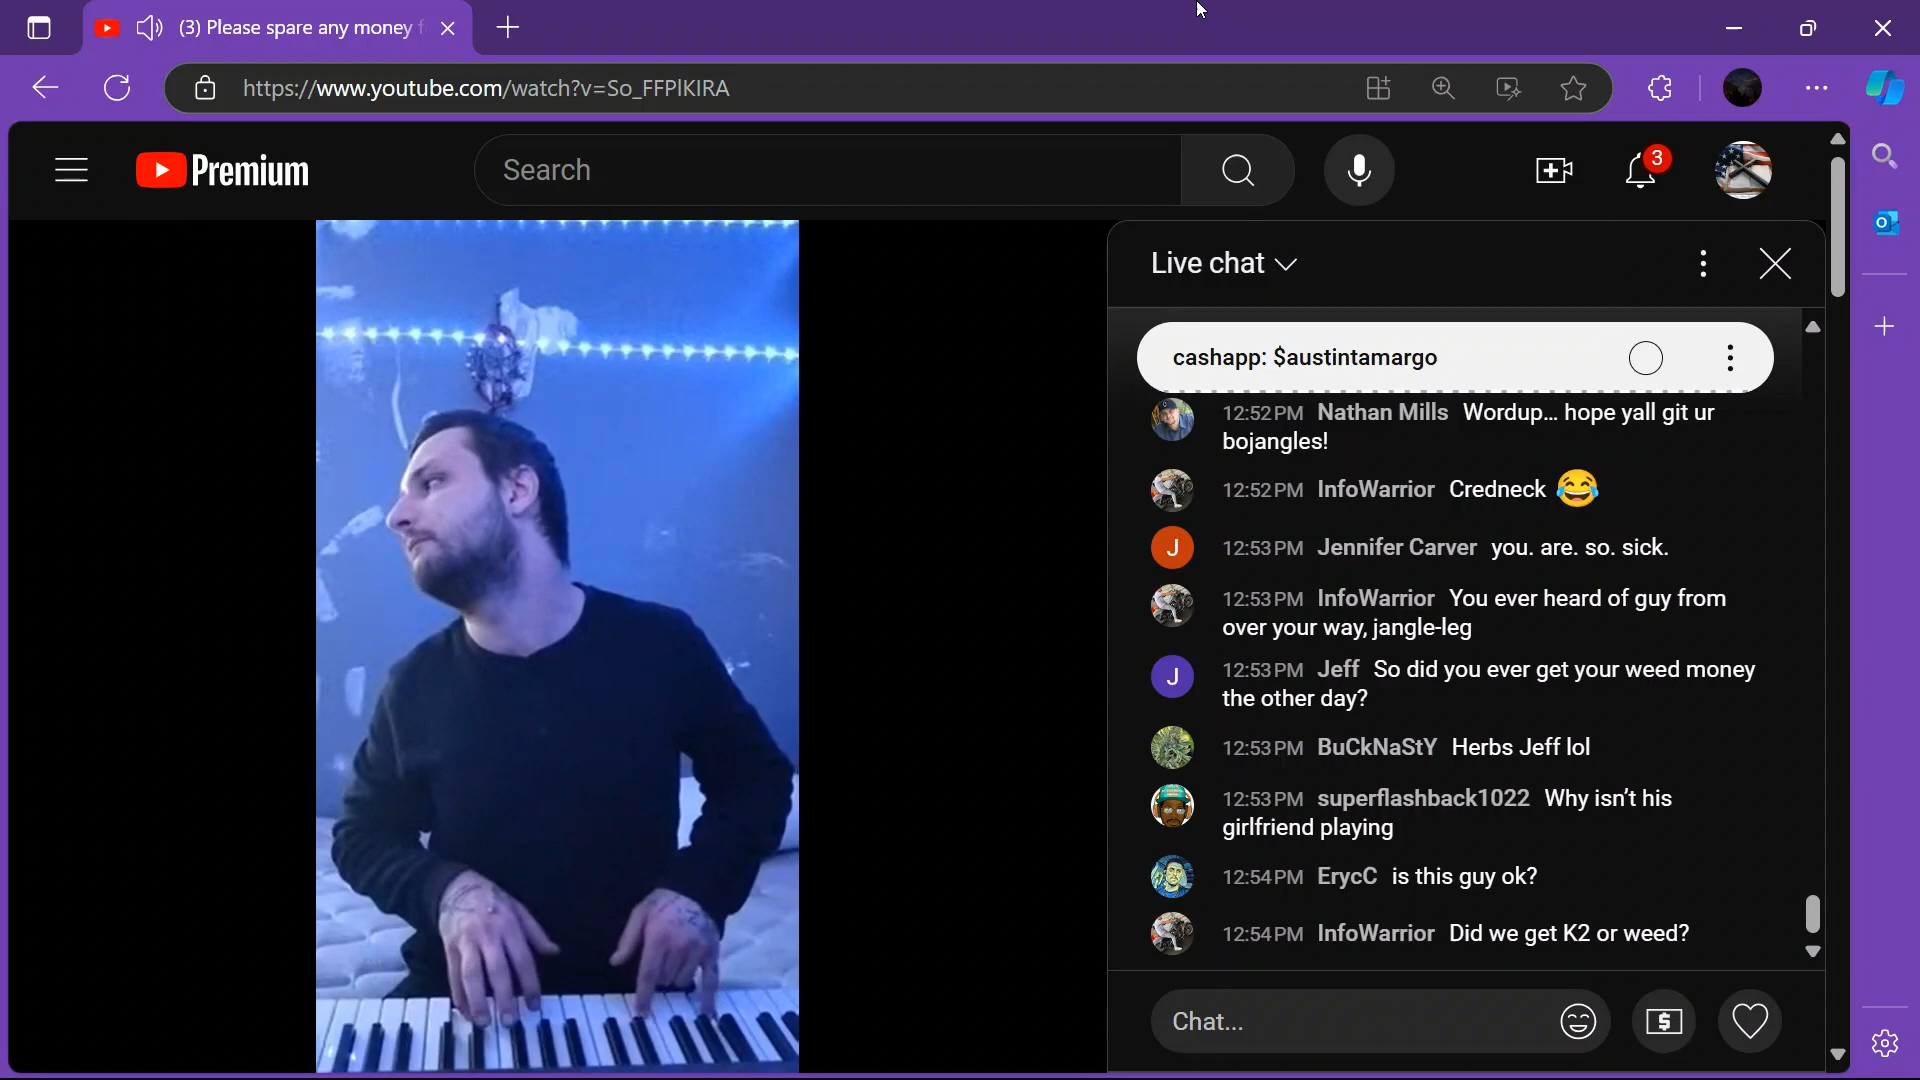 (3) Please spare any money f
https://www.youtube.com/watch?v=So_FFPlKIRA
Premium
Search
3
Live chat
cashapp: $austintamargo
12:52 PM Nathan Mills Wordup... hope yall git ur
bojangles!
12:52 PM InfoWarrior Credneck 😂
J 12:53 PM Jennifer Carver you. are. so. sick.
12:53 PM InfoWarrior You ever heard of guy from
over your way, jangle-leg
J 12:53 PM Jeff So did you ever get your weed money
the other day?
12:53 PM BuCkNaStY Herbs Jeff lol
12:53 PM superflashback1022 Why isn't his
girlfriend playing
12:54 PM ErycC is this guy ok?
12:54 PM InfoWarrior Did we get K2 or weed?
Chat...